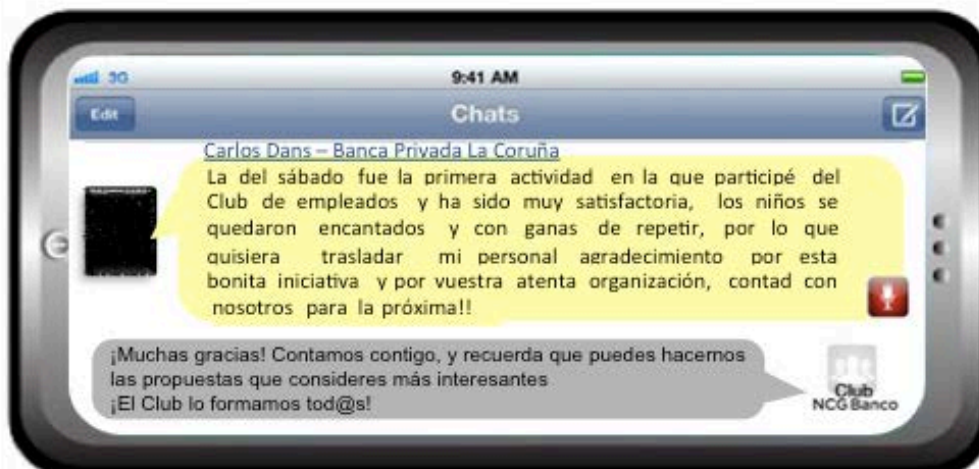 3G 9:41 AM
Edit Chats
Carlos Dans – Banca Privada La Coruña
La del sábado fue la primera actividad en la que participé del
Club de empleados y ha sido muy satisfactoria, los niños se
quedaron encantados y con ganas de repetir, por lo que
quisiera trasladar mi personal agradecimiento por esta
bonita iniciativa y por vuestra atenta organización, contad con
nosotros para la próxima!!
¡Muchas gracias! Contamos contigo, y recuerda que puedes hacernos
las propuestas que consideres más interesantes
¡El Club lo formamos tod@s!
Club
NCG Banco